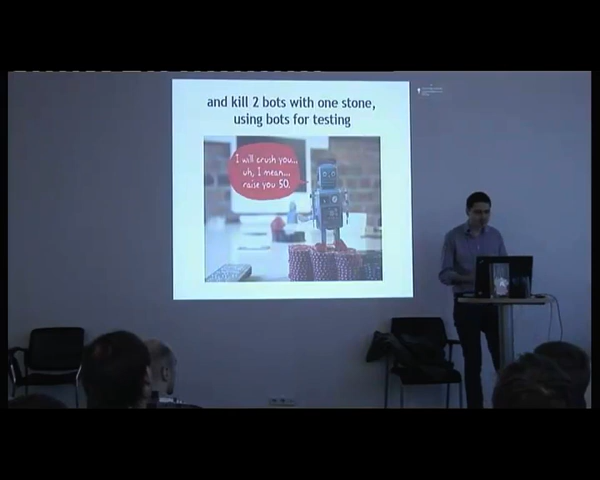 and kill 2 bots with one stone,
using bots for testing
I will crush you...
uh, I mean...
raise you 50.